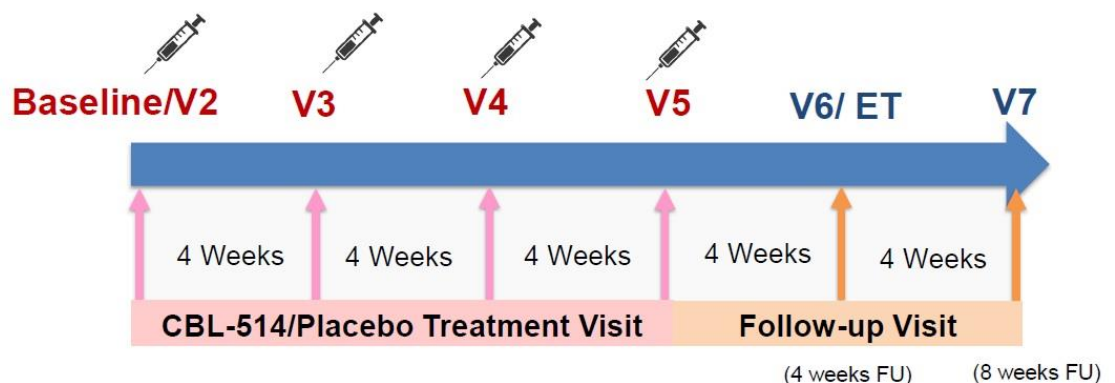 Baseline/V2 V3 V4 V5 V6/ ET V7
4 Weeks 4 Weeks 4 Weeks 4 Weeks 4 Weeks
CBL-514/Placebo Treatment Visit Follow-up Visit
(4 weeks FU) (8 weeks FU)